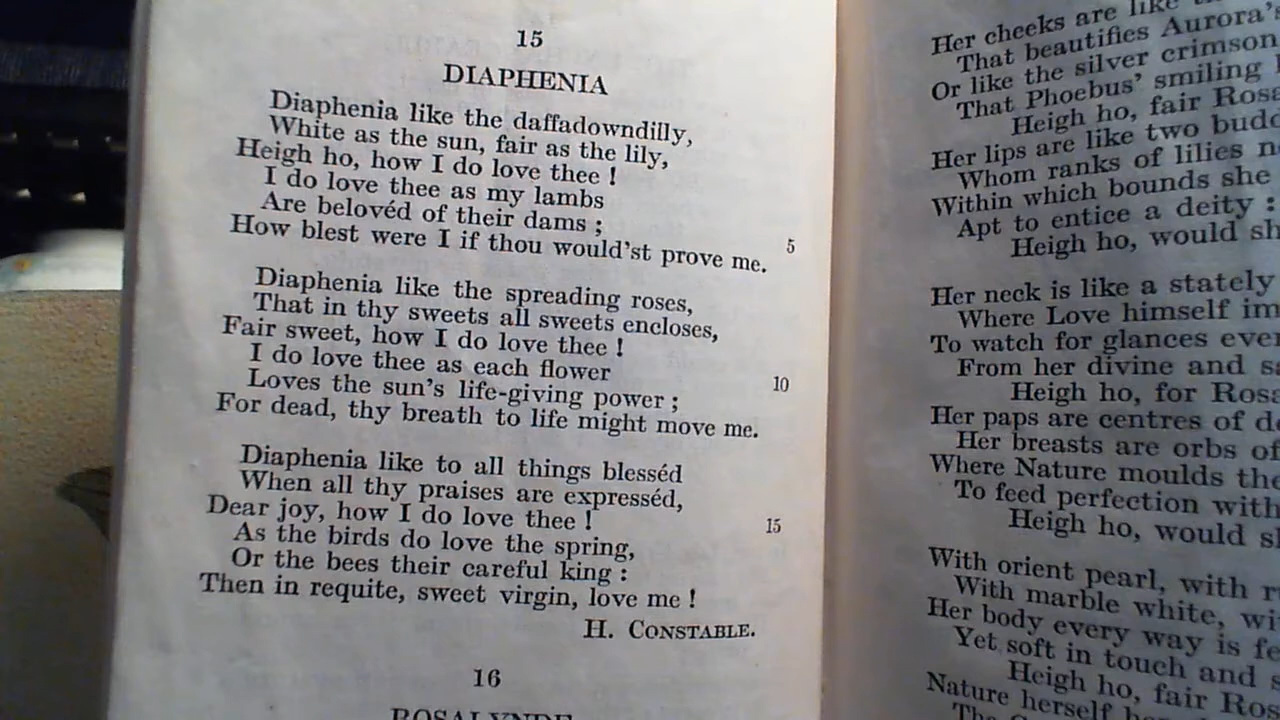 15
DIAPHENIA
Diaphenia like the daffadowndilly,
White as the sun, fair as the lily,
Heigh ho, how I do love thee !
I do love thee as my lambs
Are belovéd of their dams ;
5
How blest were I if thou would'st prove me.
Diaphenia like the spreading roses,
That in thy sweets all sweets encloses,
Fair sweet, how I do love thee !
I do love thee as each flower
10
Loves the sun's life-giving power ;
For dead, thy breath to life might move me.
Diaphenia like to all things blesséd
When all thy praises are expresséd,
Dear joy, how I do love thee !
15
As the birds do love the spring,
Or the bees their careful king :
Then in requite, sweet virgin, love me !
H. CONSTABLE.
16
ROSALYNDE
Her cheeks are like
That beautifies Aurora's
Or like the silver crimson
That Phoebus' smiling
Heigh ho, fair
Her lips are like two
Whom ranks of lilies
Within which bounds she
Apt to entice a deity :
Heigh ho, would
Her neck is like a stately
Where Love himself
To watch for glances
From her divine and
Heigh ho, for
Her paps are centres of
Her breasts are orbs of
Where Nature moulds
To feed perfection with
Heigh ho, would
With orient pearl, with
With marble white,
Her body every way is
Yet soft in touch and
Heigh ho, fair
Nature herself
The